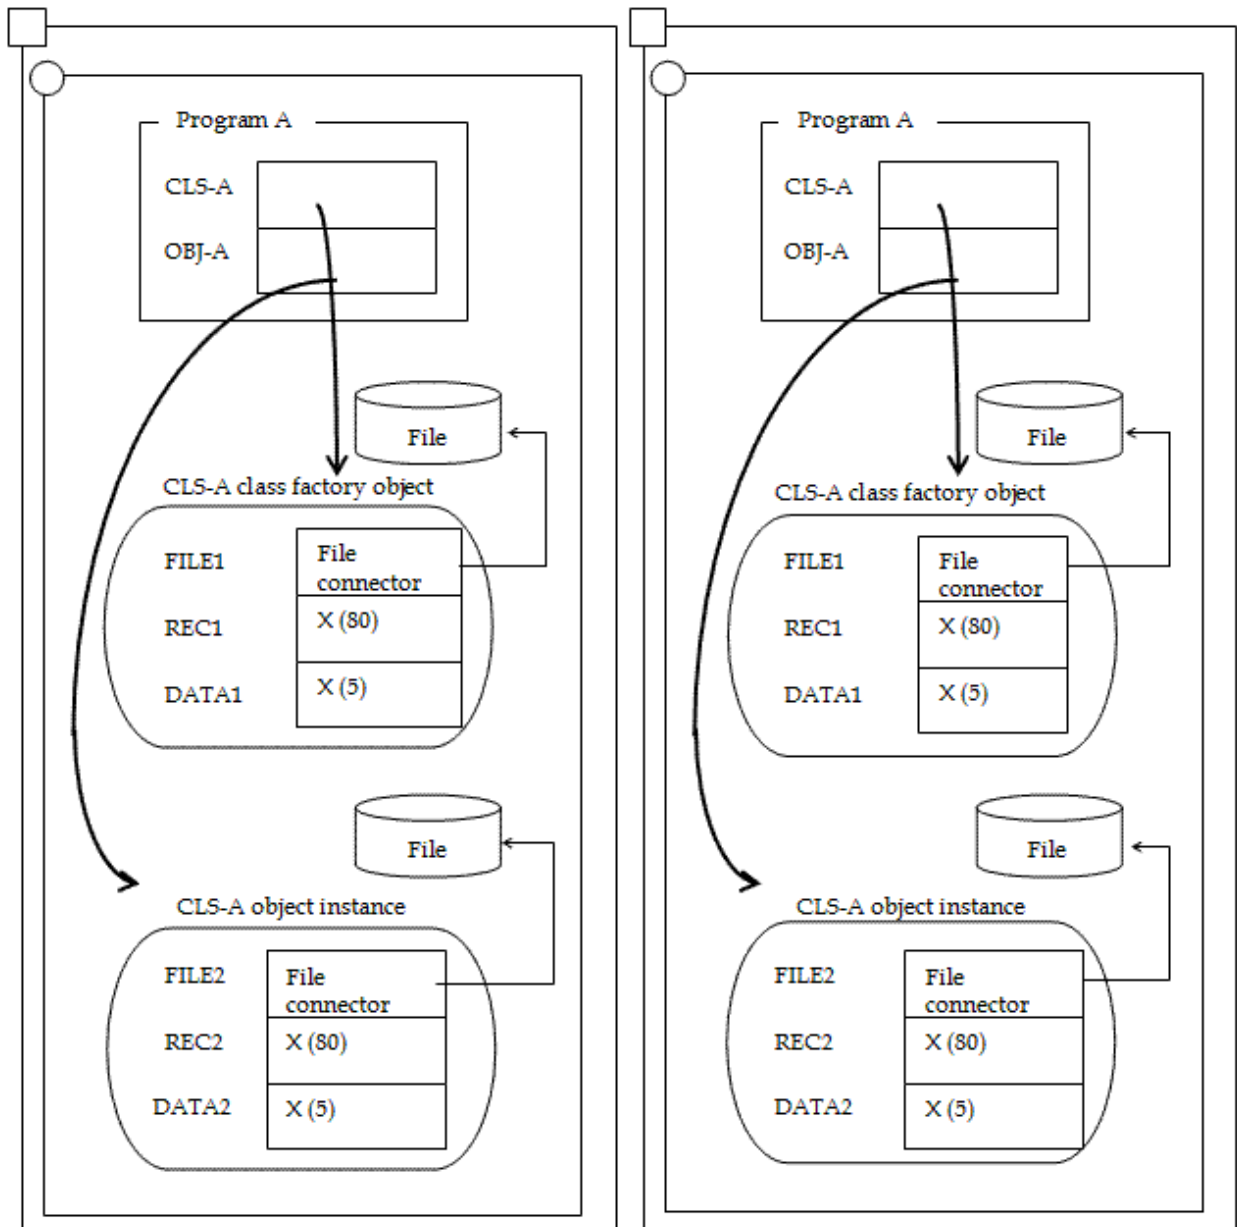 Program A
CLS-A
OBJ-A
File
CLS-A class factory object
FILE1
File
connector
REC1
X (80)
DATA1
X (5)
File
CLS-A object instance
FILE2
File
connector
REC2
X (80)
DATA2
X (5)
Program A
CLS-A
OBJ-A
File
CLS-A class factory object
FILE1
File
connector
REC1
X (80)
DATA1
X (5)
File
CLS-A object instance
FILE2
File
connector
REC2
X (80)
DATA2
X (5)